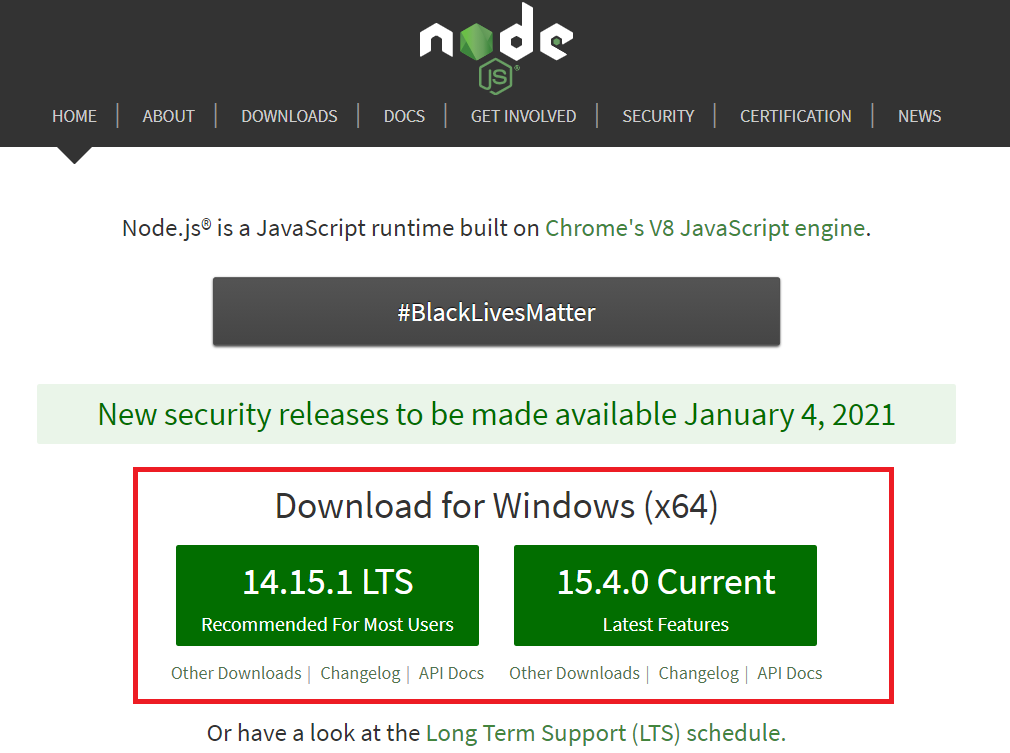 node
JS®
HOME | ABOUT | DOWNLOADS | DOCS | GET INVOLVED | SECURITY | CERTIFICATION | NEWS
Node.js® is a JavaScript runtime built on Chrome's V8 JavaScript engine.
#BlackLivesMatter
New security releases to be made available January 4, 2021
Download for Windows (x64)
14.15.1 LTS
Recommended For Most Users
15.4.0 Current
Latest Features
Other Downloads | Changelog | API Docs
Other Downloads | Changelog | API Docs
Or have a look at the Long Term Support (LTS) schedule.